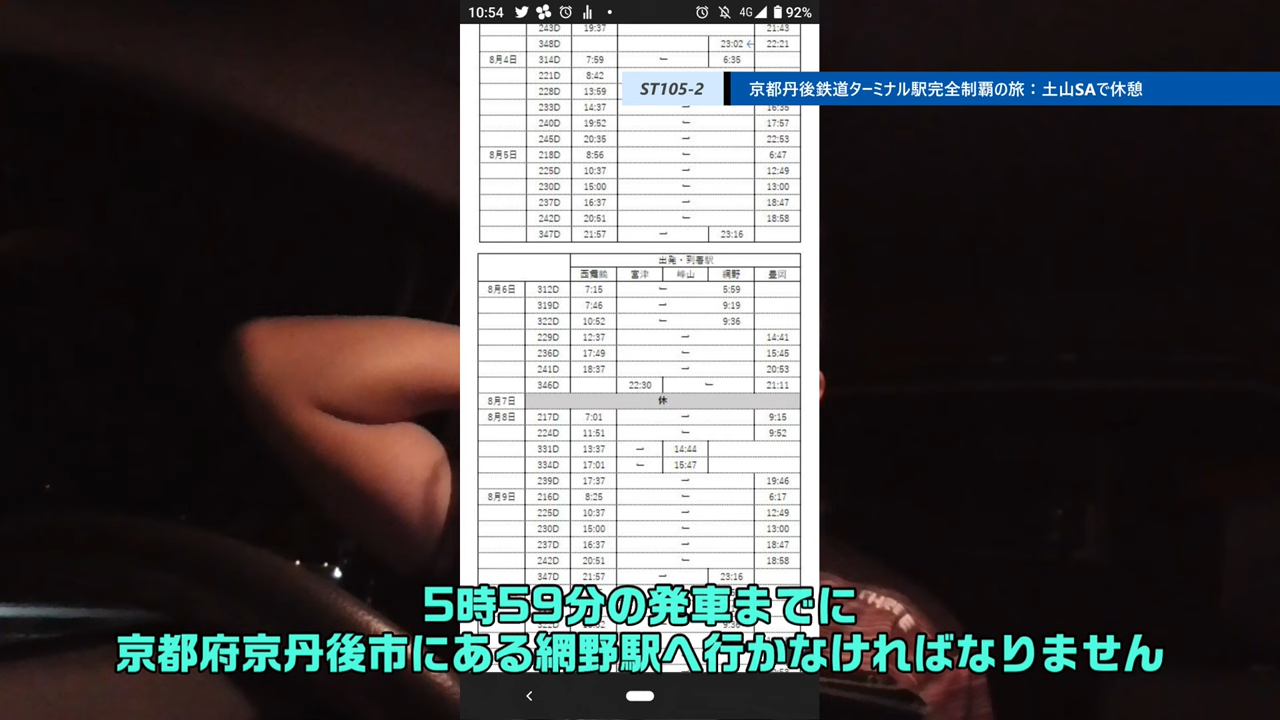 10:54
4G 92%
243D 19:37 21:43
348D 23:02 ← 22:21
8月4日 314D 7:59 6:35
221D 8:42
228D 13:59
233D 14:37 16:35
240D 19:52 17:57
245D 20:35 22:53
8月5日 218D 8:56 6:47
225D 10:37 12:49
230D 15:00 13:00
237D 16:37 18:47
242D 20:51 18:58
347D 21:57 23:16
ST105-2 京都丹後鉄道ターミナル駅完全制覇の旅：土山SAで休憩
出発・到着駅
西舞鶴 宮津 峰山 網野 豊岡
8月6日 312D 7:15 5:59
319D 7:46 9:19
322D 10:52 9:36
229D 12:37 14:41
236D 17:49 15:45
241D 18:37 20:53
346D 22:30 21:11
8月7日 休
8月8日 217D 7:01 9:15
224D 11:51 9:52
331D 13:37 14:44
334D 17:01 15:47
239D 17:37 19:46
8月9日 216D 8:25 6:17
225D 10:37 12:49
230D 15:00 13:00
237D 16:37 18:47
242D 20:51 18:58
347D 21:57 23:16
5時59分の発車までに
京都府京丹後市にある網野駅へ行かなければなりません